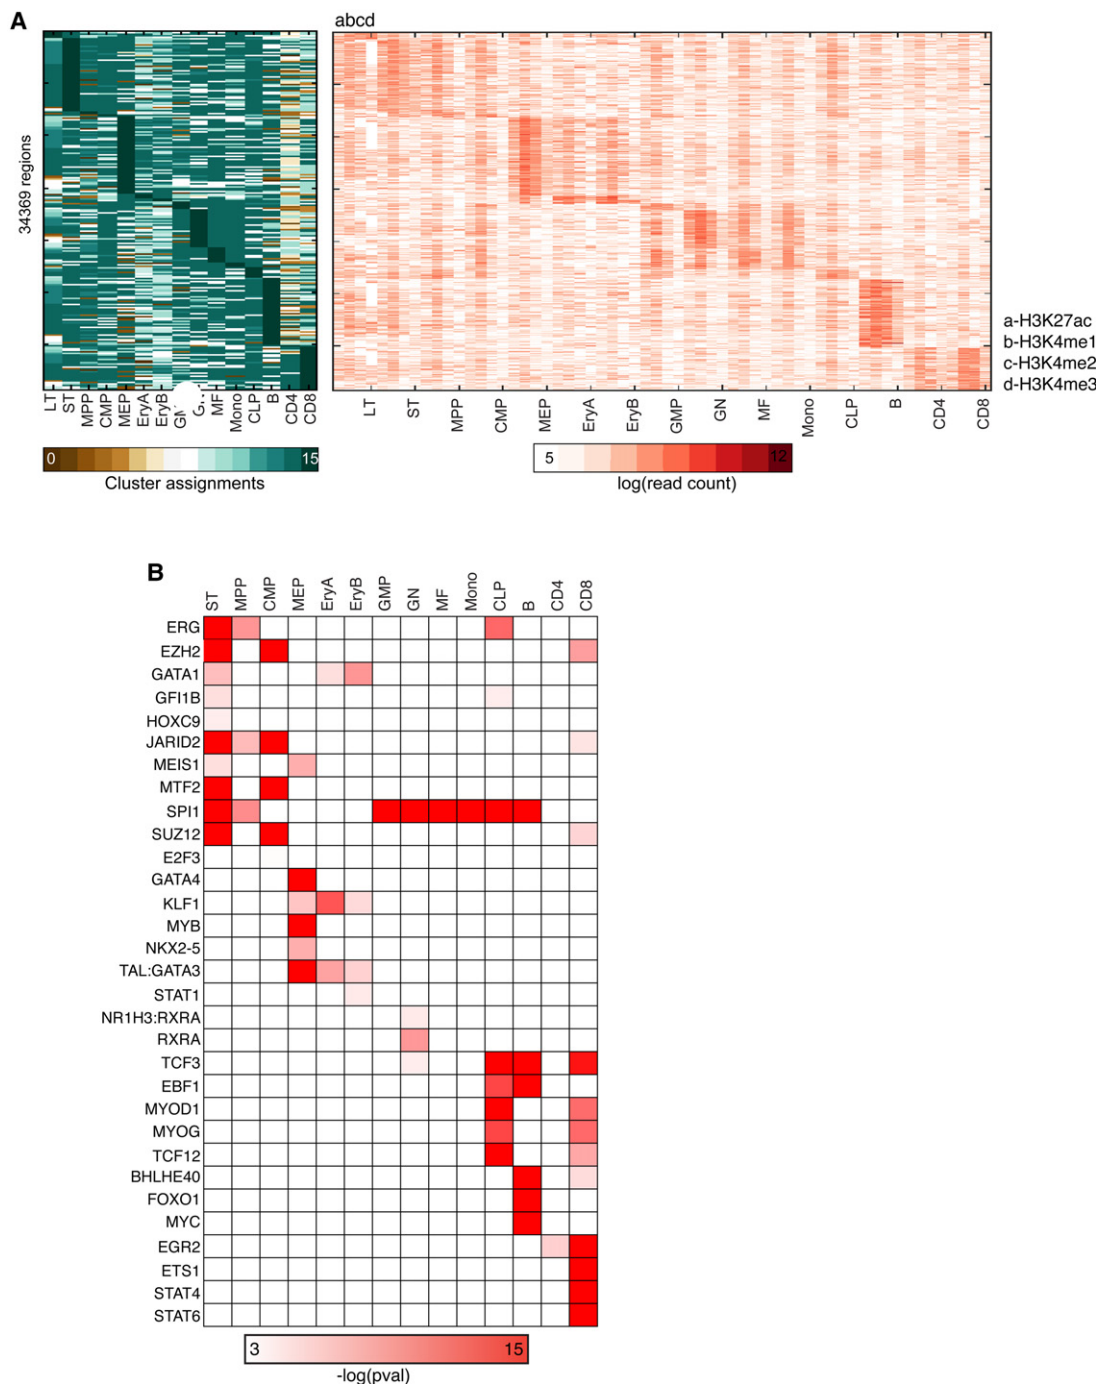 A
abcd
34369 regions
a-H3K27ac
b-H3K4me1
c-H3K4me2
d-H3K4me3
LT ST MPP CMP MEP EryA EryB MF Mono CLP B CD4 CD8
LT ST MPP CMP MEP EryA EryB GMP GN MF Mono CLP B CD4 CD8
0 15
Cluster assignments
5 12
log(read count)
B
ST MPP CMP MEP EryA EryB GMP GN MF Mono CLP B CD4 CD8
ERG
EZH2
GATA1
GFI1B
HOXC9
JARID2
MEIS1
MTF2
SPI1
SUZ12
E2F3
GATA4
KLF1
MYB
NKX2-5
TAL:GATA3
STAT1
NR1H3:RXRA
RXRA
TCF3
EBF1
MYOD1
MYOG
TCF12
BHLHE40
FOXO1
MYC
EGR2
ETS1
STAT4
STAT6
3 15
-log(pval)